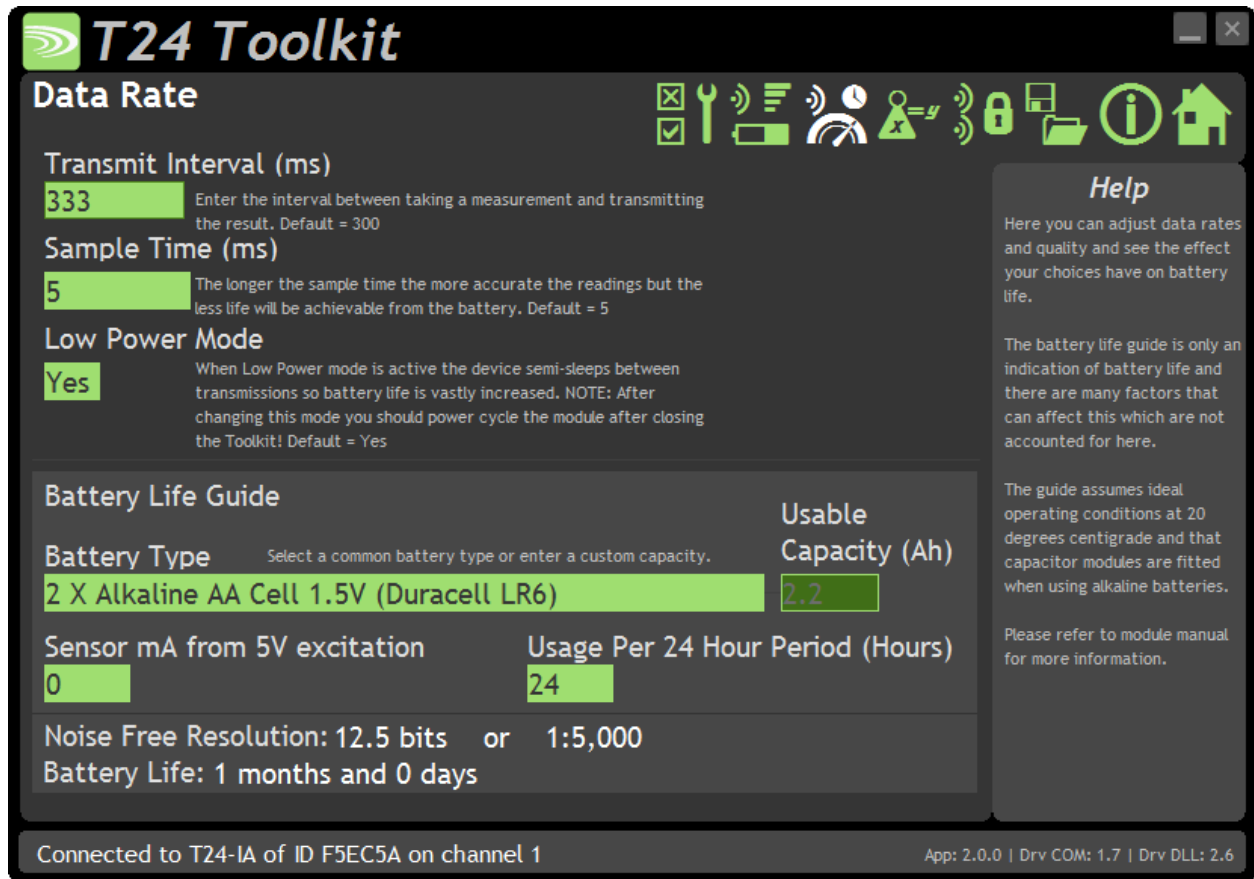 T24 Toolkit
Data Rate
x=y
Transmit Interval (ms)
333
Enter the interval between taking a measurement and transmitting
the result. Default = 300
Sample Time (ms)
5
The longer the sample time the more accurate the readings but the
less life will be achievable from the battery. Default = 5
Low Power Mode
Yes
When Low Power mode is active the device semi-sleeps between
transmissions so battery life is vastly increased. NOTE: After
changing this mode you should power cycle the module after closing
the Toolkit! Default = Yes
Battery Life Guide
Usable
Capacity (Ah)
Battery Type
Select a common battery type or enter a custom capacity.
2 X Alkaline AA Cell 1.5V (Duracell LR6)
2.2
Sensor mA from 5V excitation
Usage Per 24 Hour Period (Hours)
0
24
Noise Free Resolution: 12.5 bits or 1:5,000
Battery Life: 1 months and 0 days
Help
Here you can adjust data rates
and quality and see the effect
your choices have on battery
life.
The battery life guide is only an
indication of battery life and
there are many factors that
can affect this which are not
accounted for here.
The guide assumes ideal
operating conditions at 20
degrees centigrade and that
capacitor modules are fitted
when using alkaline batteries.
Please refer to module manual
for more information.
Connected to T24-IA of ID F5EC5A on channel 1
App: 2.0.0 | Drv COM: 1.7 | Drv DLL: 2.6